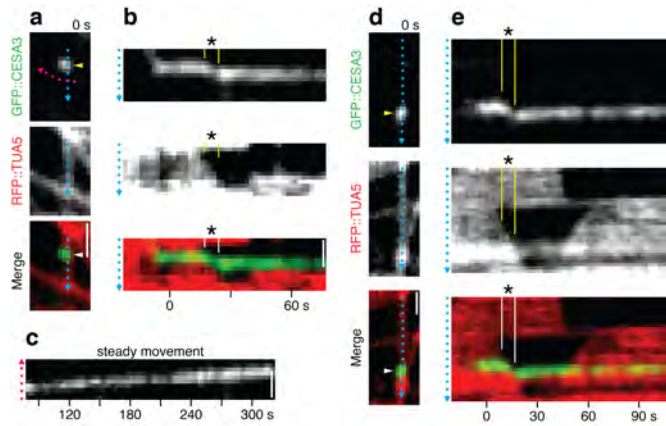 a
0 s
GFP::CESA3
RFP::TUA5
Merge
b
*
*
*
0
60 s
c
steady movement
120
180
240
300 s
d
0 s
GFP::CESA3
RFP::TUA5
Merge
e
*
*
*
0
30
60
90 s